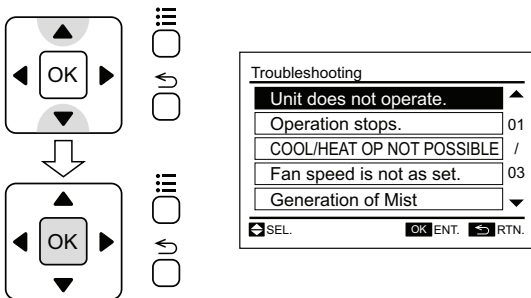 OK
OK
Troubleshooting
Unit does not operate.
Operation stops.
COOL/HEAT OP NOT POSSIBLE
Fan speed is not as set.
Generation of Mist
01
/
03
SEL. OK ENT. RTN.